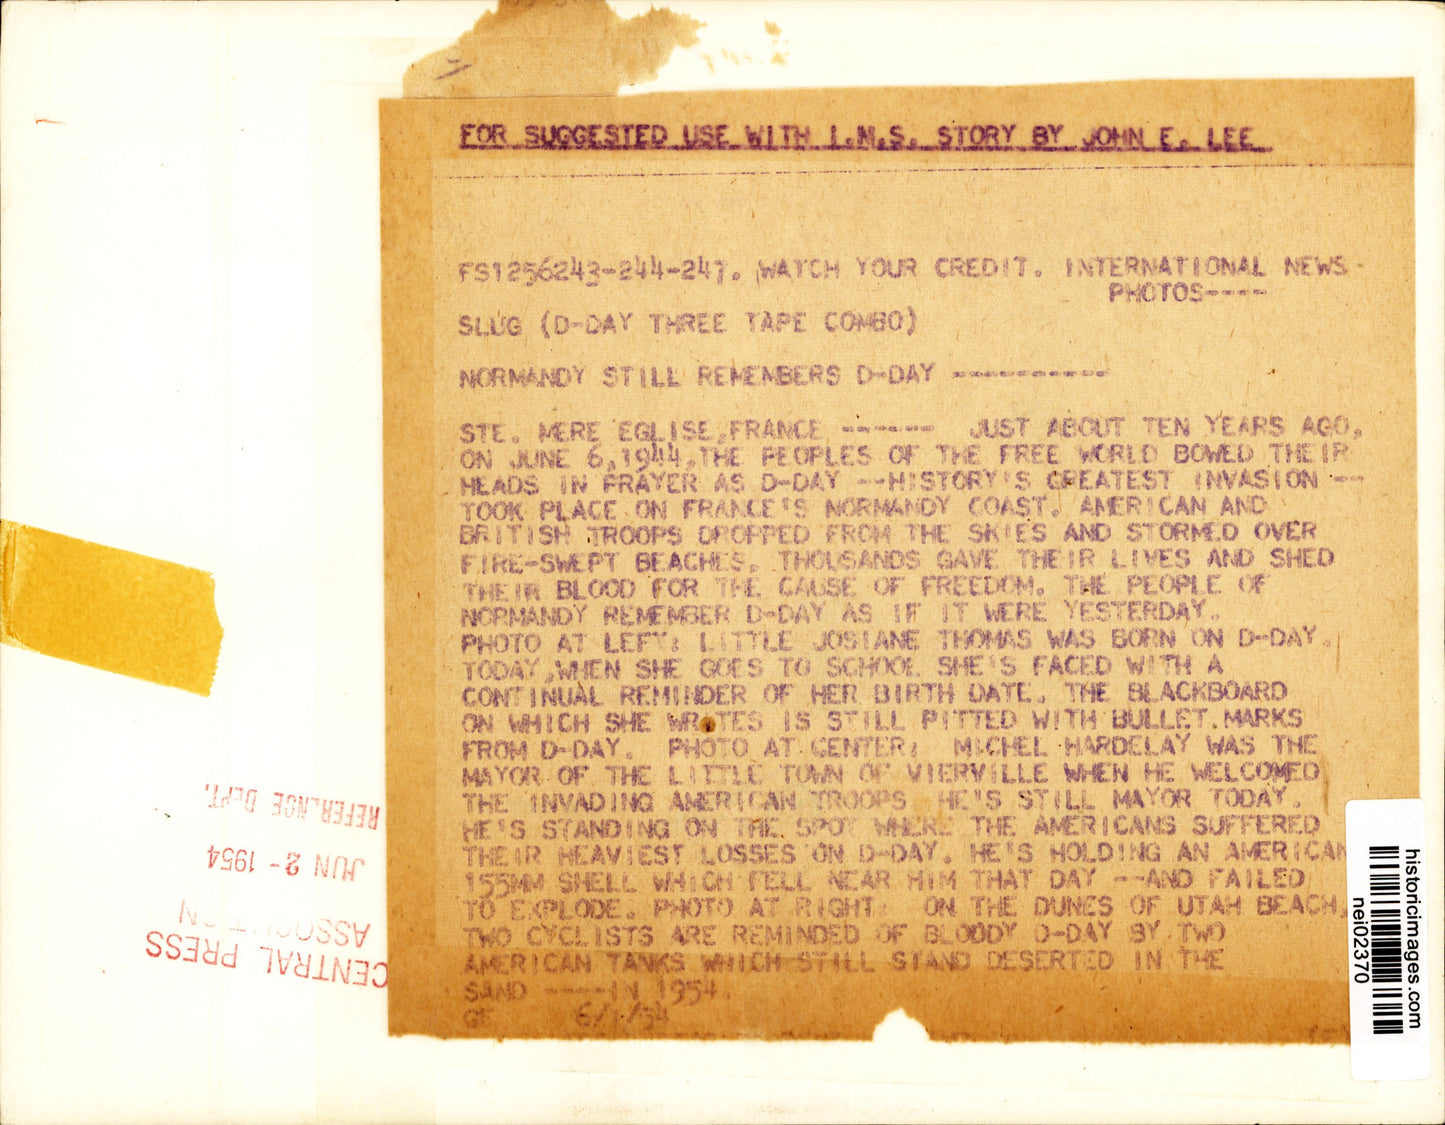 FOR SUGGESTED USE WITH I.N.S. STORY BY JOHN E. LEE
FS1256243-244-247. WATCH YOUR CREDIT. INTERNATIONAL NEWS
PHOTOS----
SLUG (D-DAY THREE TAPE COMBO)
NORMANDY STILL REMEMBERS D-DAY ----------
STE. MERE EGLISE, FRANCE ------ JUST ABOUT TEN YEARS AGO,
ON JUNE 6,1944,THE PEOPLES OF THE FREE WORLD BOWED THEIR
HEADS IN PRAYER AS D-DAY --HISTORY'S GREATEST INVASION --
TOOK PLACE ON FRANCE'S NORMANDY COAST. AMERICAN AND
BRITISH TROOPS DROPPED FROM THE SKIES AND STORMED OVER
FIRE-SWEPT BEACHES. THOUSANDS GAVE THEIR LIVES AND SHED
THEIR BLOOD FOR THE CAUSE OF FREEDOM. THE PEOPLE OF
NORMANDY REMEMBER D-DAY AS IF IT WERE YESTERDAY.
PHOTO AT LEFT: LITTLE JOSIANE THOMAS WAS BORN ON D-DAY.
TODAY,WHEN SHE GOES TO SCHOOL SHE'S FACED WITH A
CONTINUAL REMINDER OF HER BIRTH DATE. THE BLACKBOARD
ON WHICH SHE WRITES IS STILL PITTED WITH BULLET MARKS
FROM D-DAY. PHOTO AT CENTER: MICHEL HARDELAY WAS THE
MAYOR OF THE LITTLE TOWN OF VIERVILLE WHEN HE WELCOMED
THE INVADING AMERICAN TROOPS HE'S STILL MAYOR TODAY.
HE'S STANDING ON THE SPOT WHERE THE AMERICANS SUFFERED
THEIR HEAVIEST LOSSES ON D-DAY. HE'S HOLDING AN AMERICAN
155MM SHELL WHICH FELL NEAR HIM THAT DAY --AND FAILED
TO EXPLODE. PHOTO AT RIGHT: ON THE DUNES OF UTAH BEACH,
TWO CYCLISTS ARE REMINDED OF BLOODY D-DAY BY TWO
AMERICAN TANKS WHICH STILL STAND DESERTED IN THE
SAND ----IN 1954.
6/1/54
CENTRAL PRESS
ASSOCIATION
JUN 2 - 1954
REFERENCE DEPT.
historicimages.com
nei02370